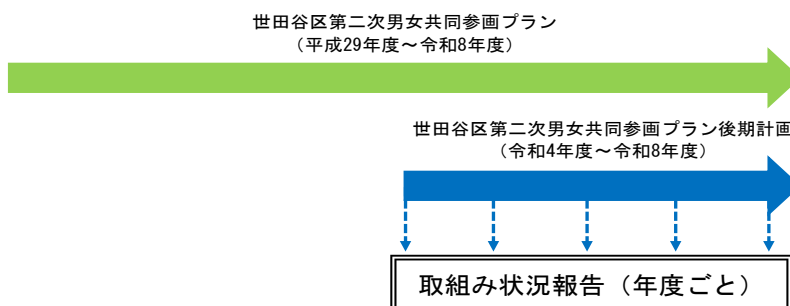 世田谷区第二次男女共同参画プラン
（平成29年度～令和8年度）
世田谷区第二次男女共同参画プラン後期計画
（令和4年度～令和8年度）
取組み状況報告（年度ごと）